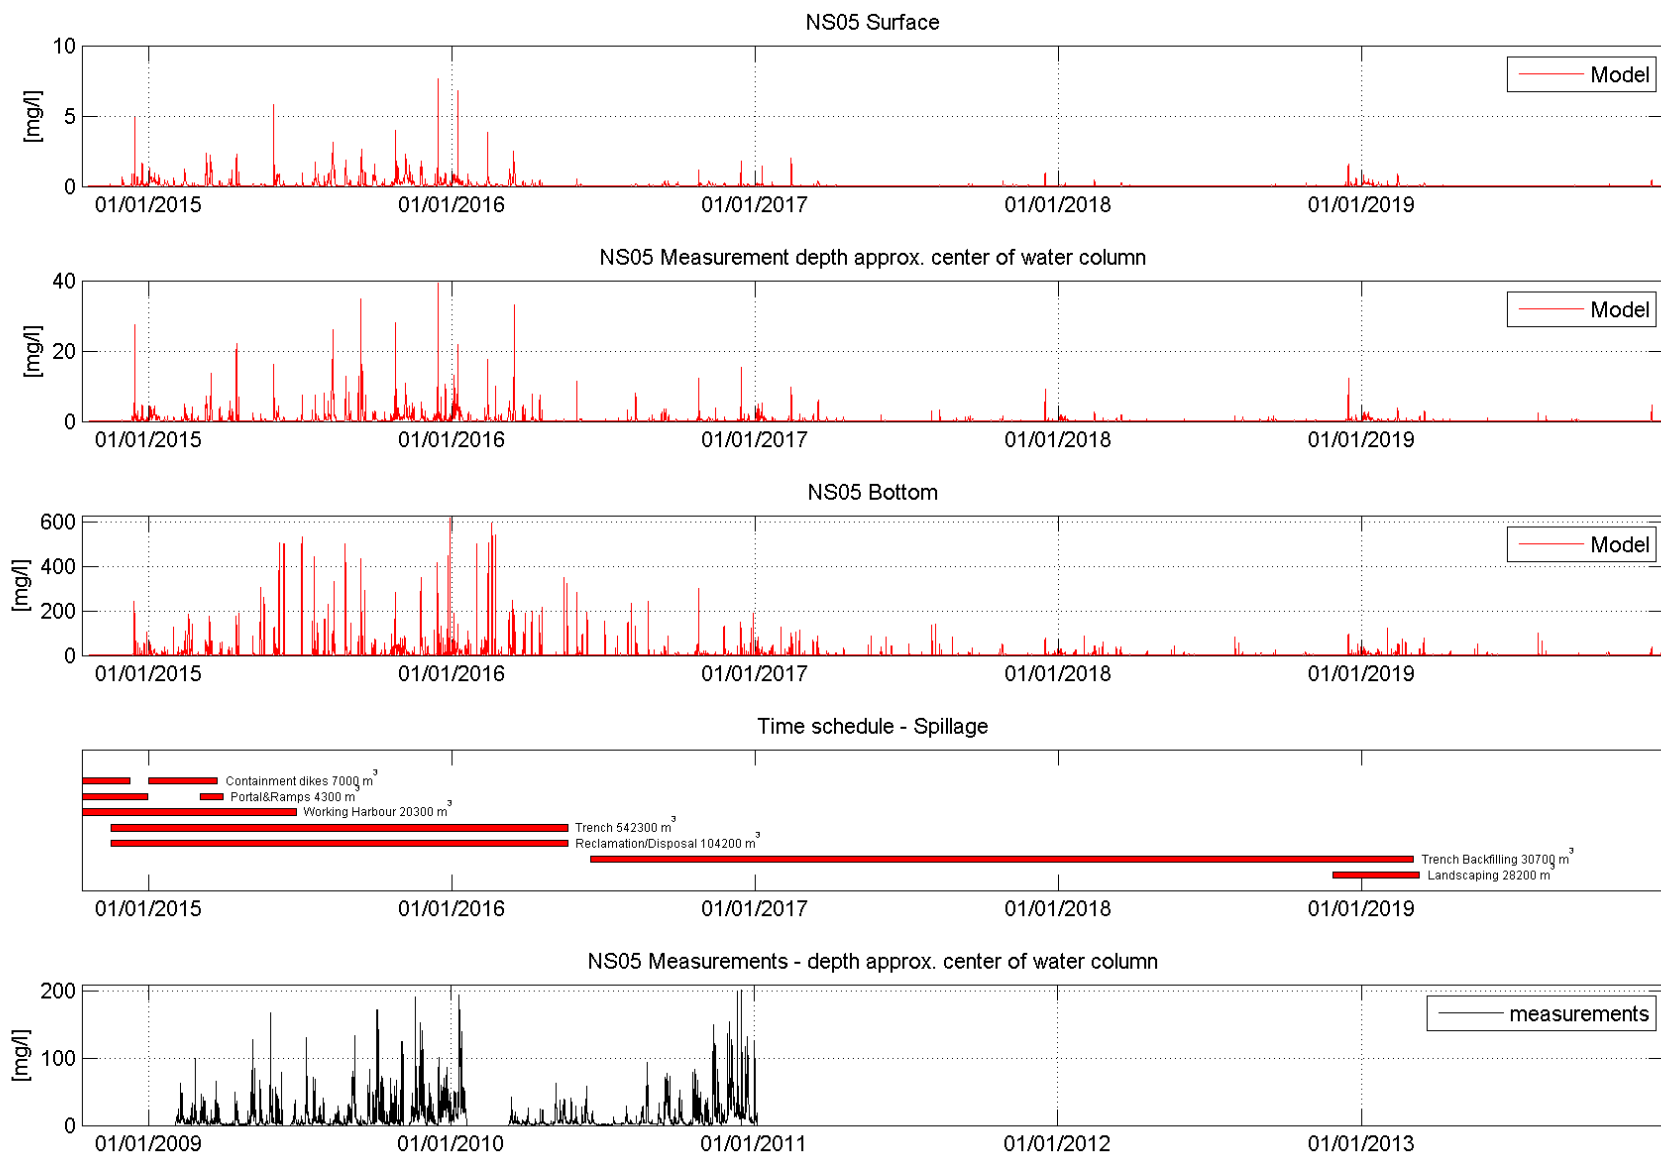 NS05 Surface
10
5
0
[mg/l]
Model
01/01/2015 01/01/2016 01/01/2017 01/01/2018 01/01/2019
NS05 Measurement depth approx. center of water column
40
20
0
[mg/l]
Model
01/01/2015 01/01/2016 01/01/2017 01/01/2018 01/01/2019
NS05 Bottom
600
400
200
0
[mg/l]
Model
01/01/2015 01/01/2016 01/01/2017 01/01/2018 01/01/2019
Time schedule - Spillage
Containment dikes 7000 m³
Portal&Ramps 4300 m³
Working Harbour 20300 m³
Trench 542300 m³
Reclamation/Disposal 104200 m³
Trench Backfilling 30700 m³
Landscaping 28200 m³
01/01/2015 01/01/2016 01/01/2017 01/01/2018 01/01/2019
NS05 Measurements - depth approx. center of water column
200
100
0
[mg/l]
measurements
01/01/2009 01/01/2010 01/01/2011 01/01/2012 01/01/2013